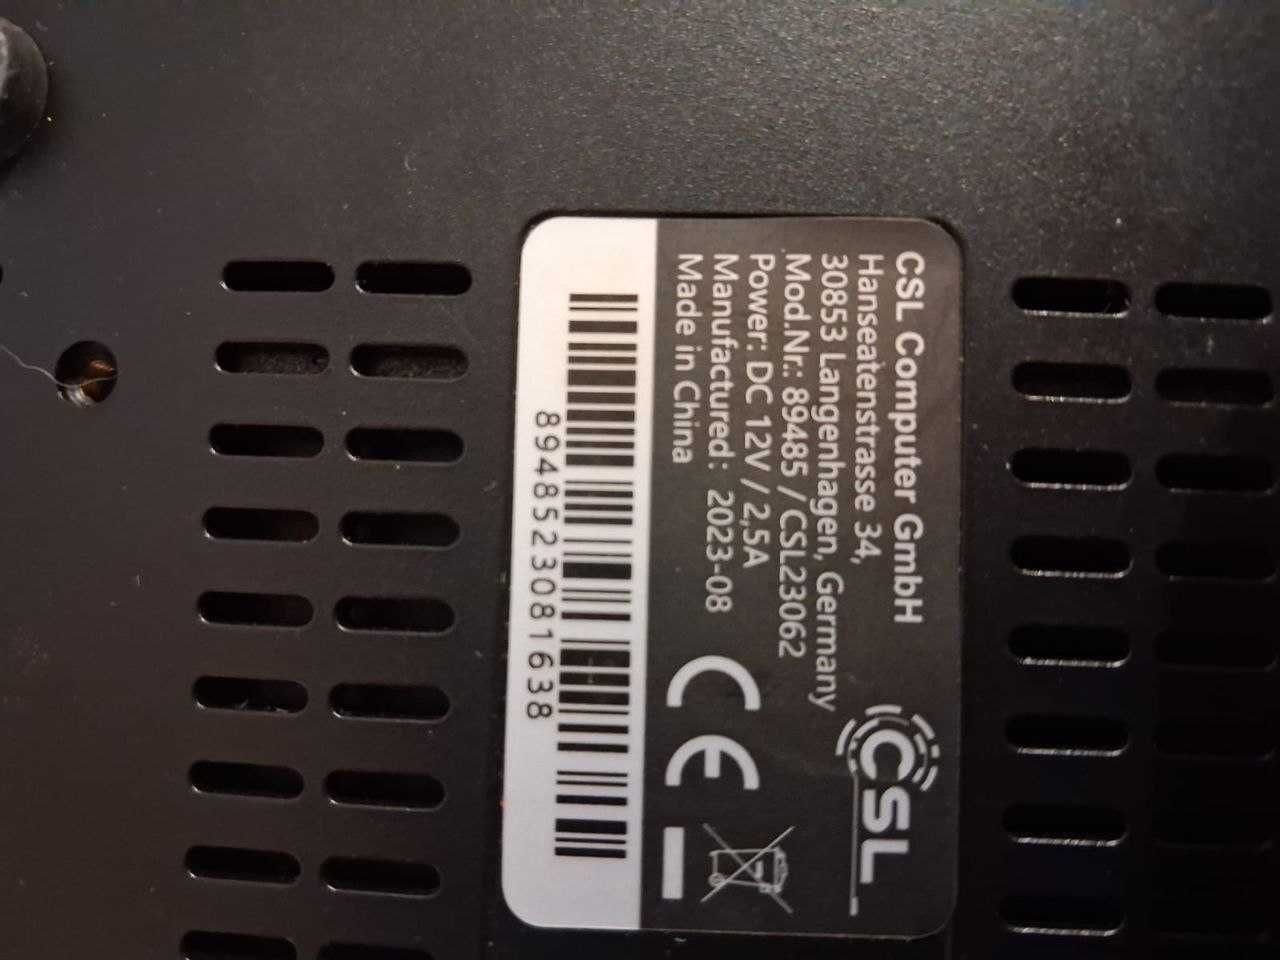 CSL Computer GmbH
Hanseatenstrasse 34,
30853 Langenhagen, Germany
Mod.Nr.: 89485 / CSL23062
Power: DC 12V / 2,5A
Manufactured: 2023-08
Made in China
CSL
CE
8948523081638